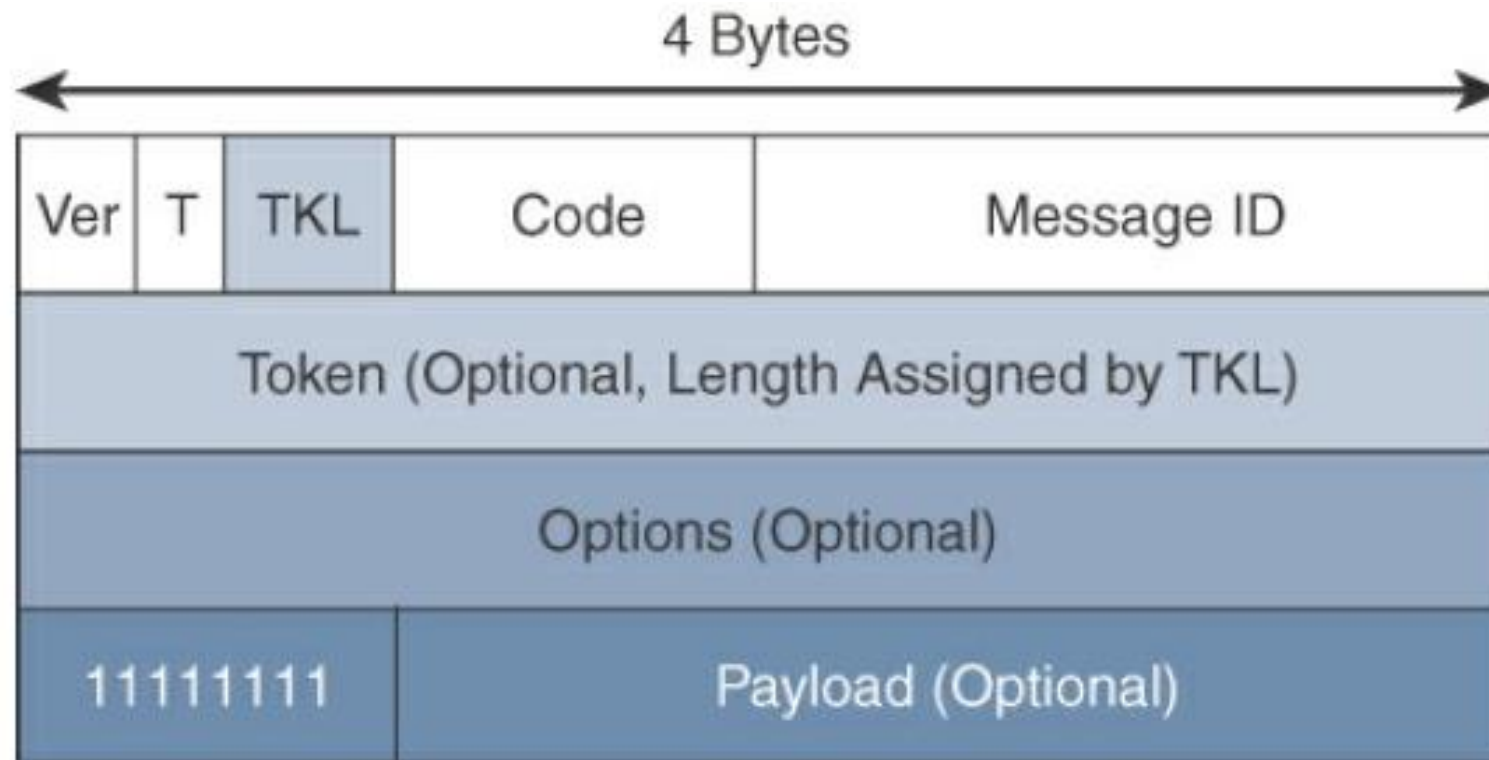 4 Bytes
Ver T TKL Code Message ID
Token (Optional, Length Assigned by TKL)
Options (Optional)
11111111 Payload (Optional)